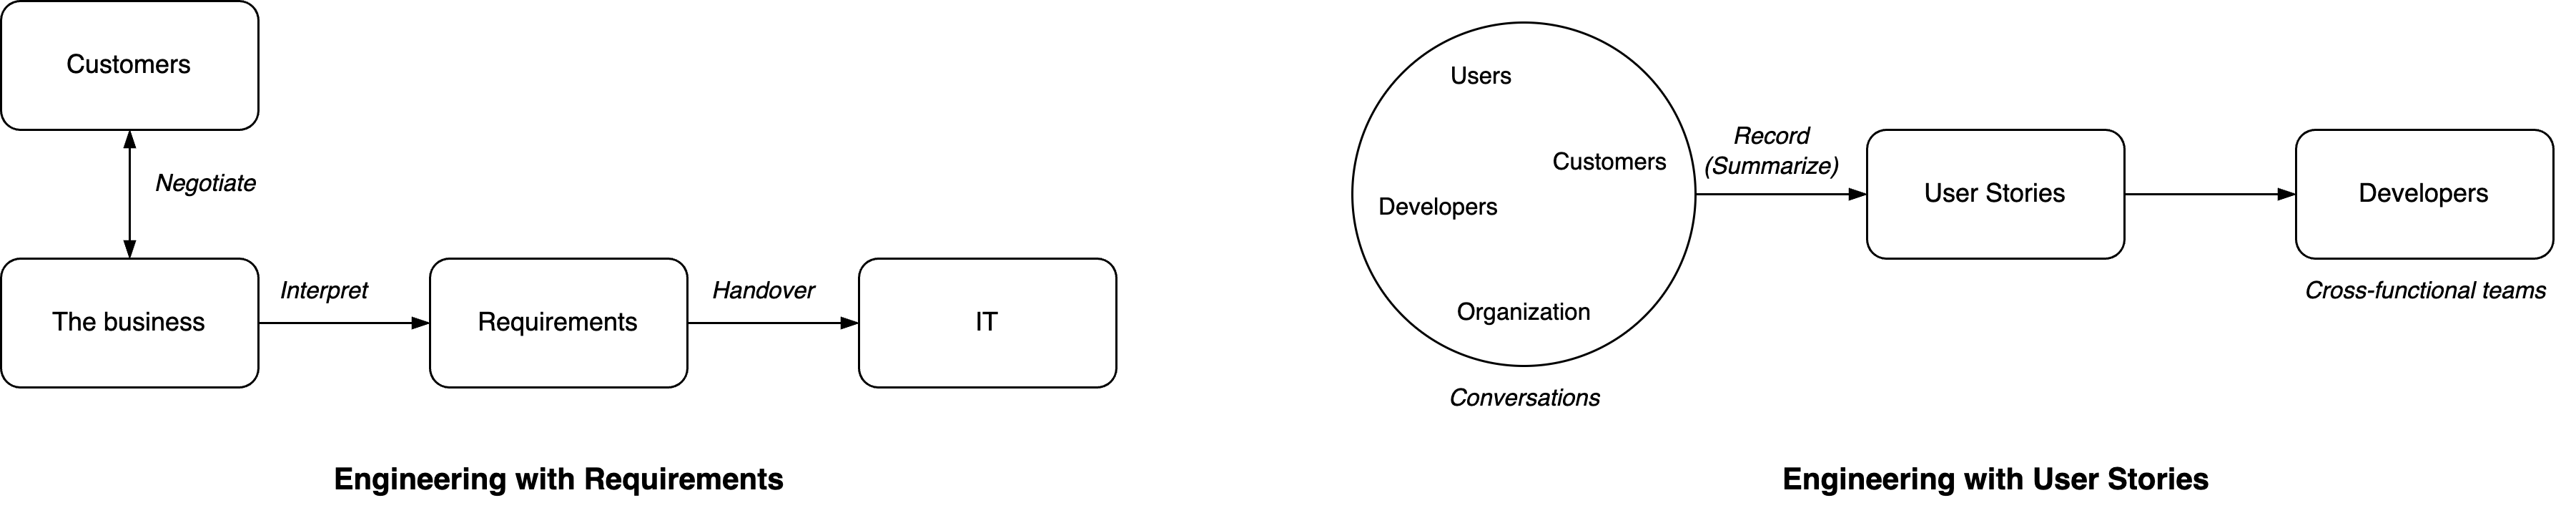 Customers
Negotiate
The business
Interpret
Requirements
Handover
IT
Engineering with Requirements
Users
Customers
Developers
Organization
Conversations
Record
(Summarize)
User Stories
Developers
Cross-functional teams
Engineering with User Stories